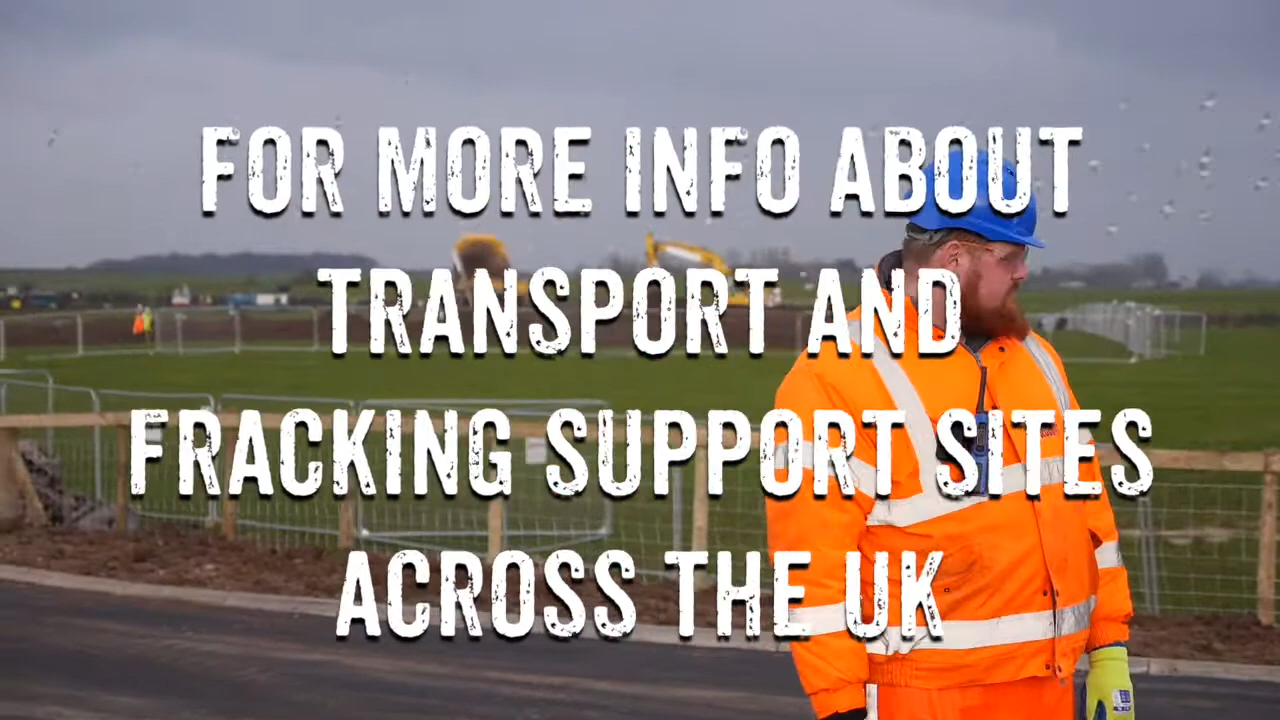 FOR MORE INFO ABOUT
TRANSPORT AND
FRACKING SUPPORT SITES
ACROSS THE UK